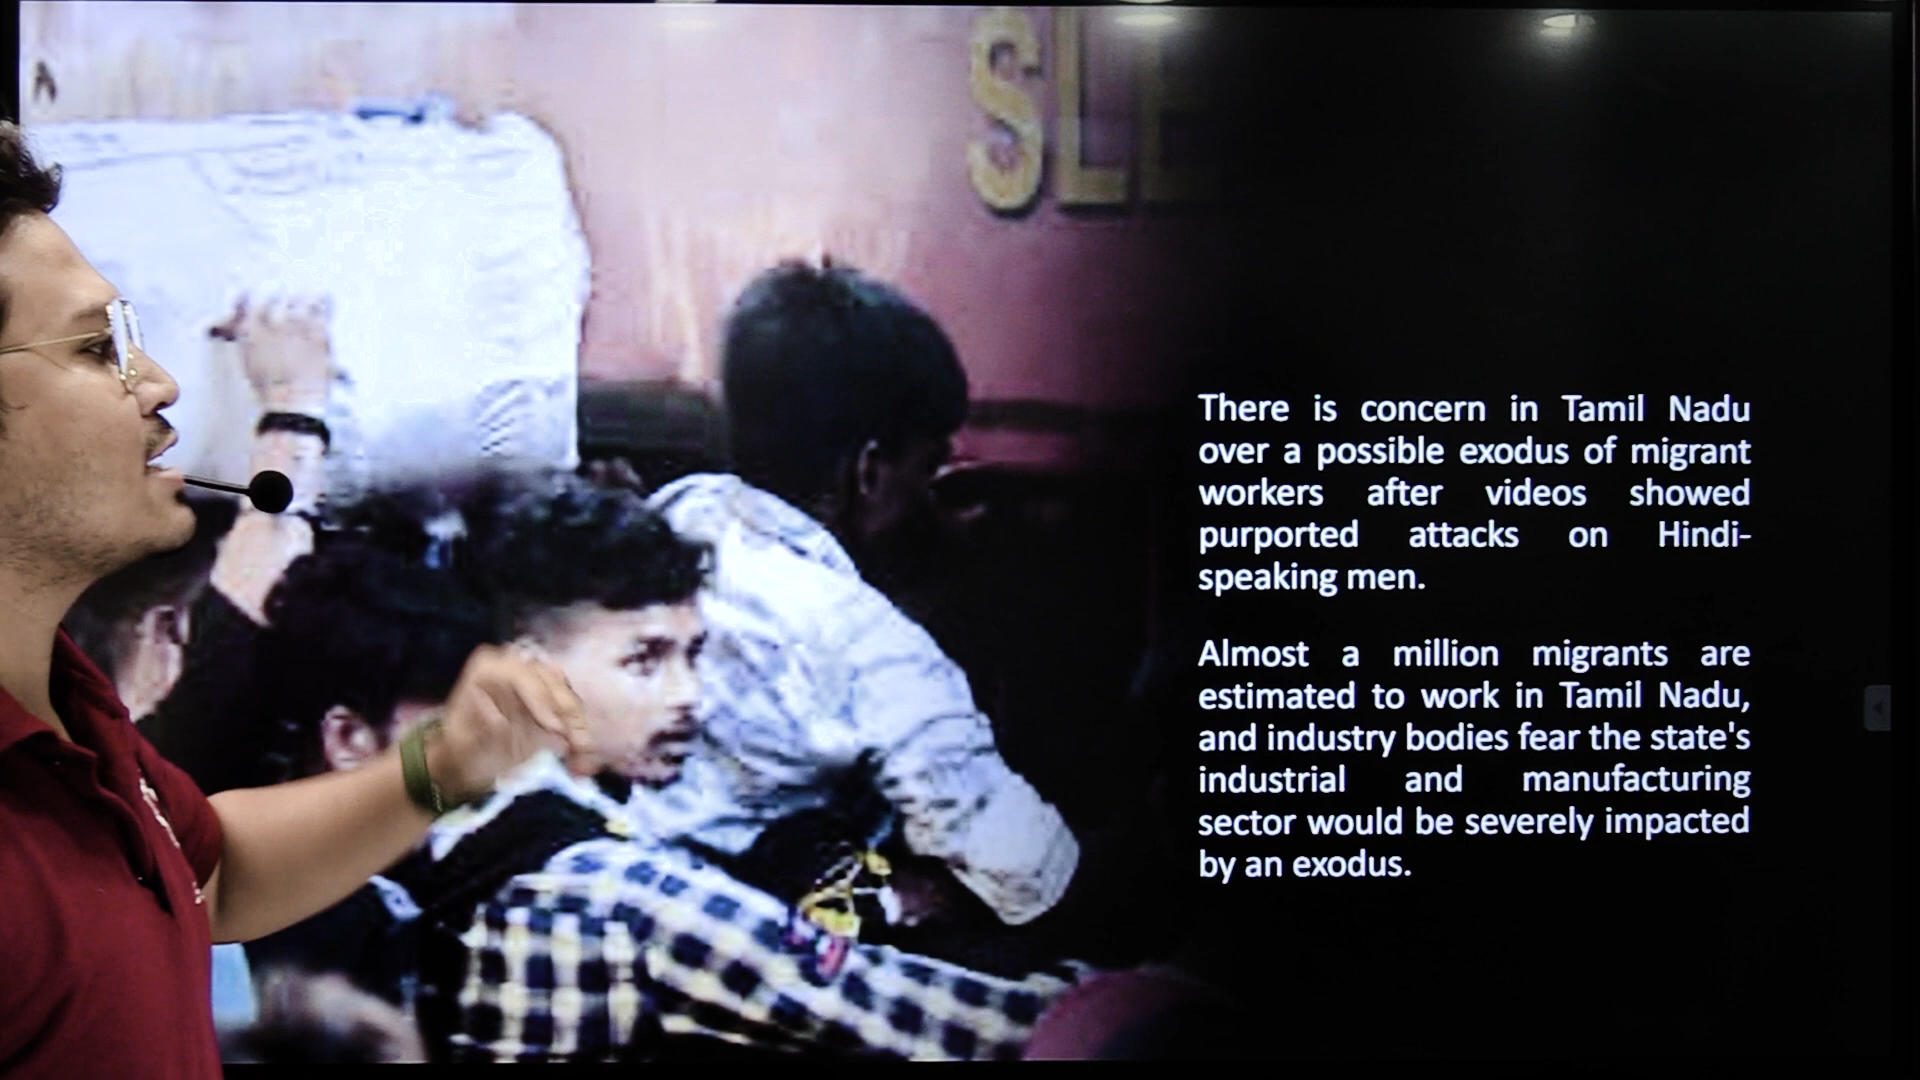 SLE
There is concern in Tamil Nadu
over a possible exodus of migrant
workers after videos showed
purported attacks on Hindi-
speaking men.
Almost a million migrants are
estimated to work in Tamil Nadu,
and industry bodies fear the state's
industrial and manufacturing
sector would be severely impacted
by an exodus.